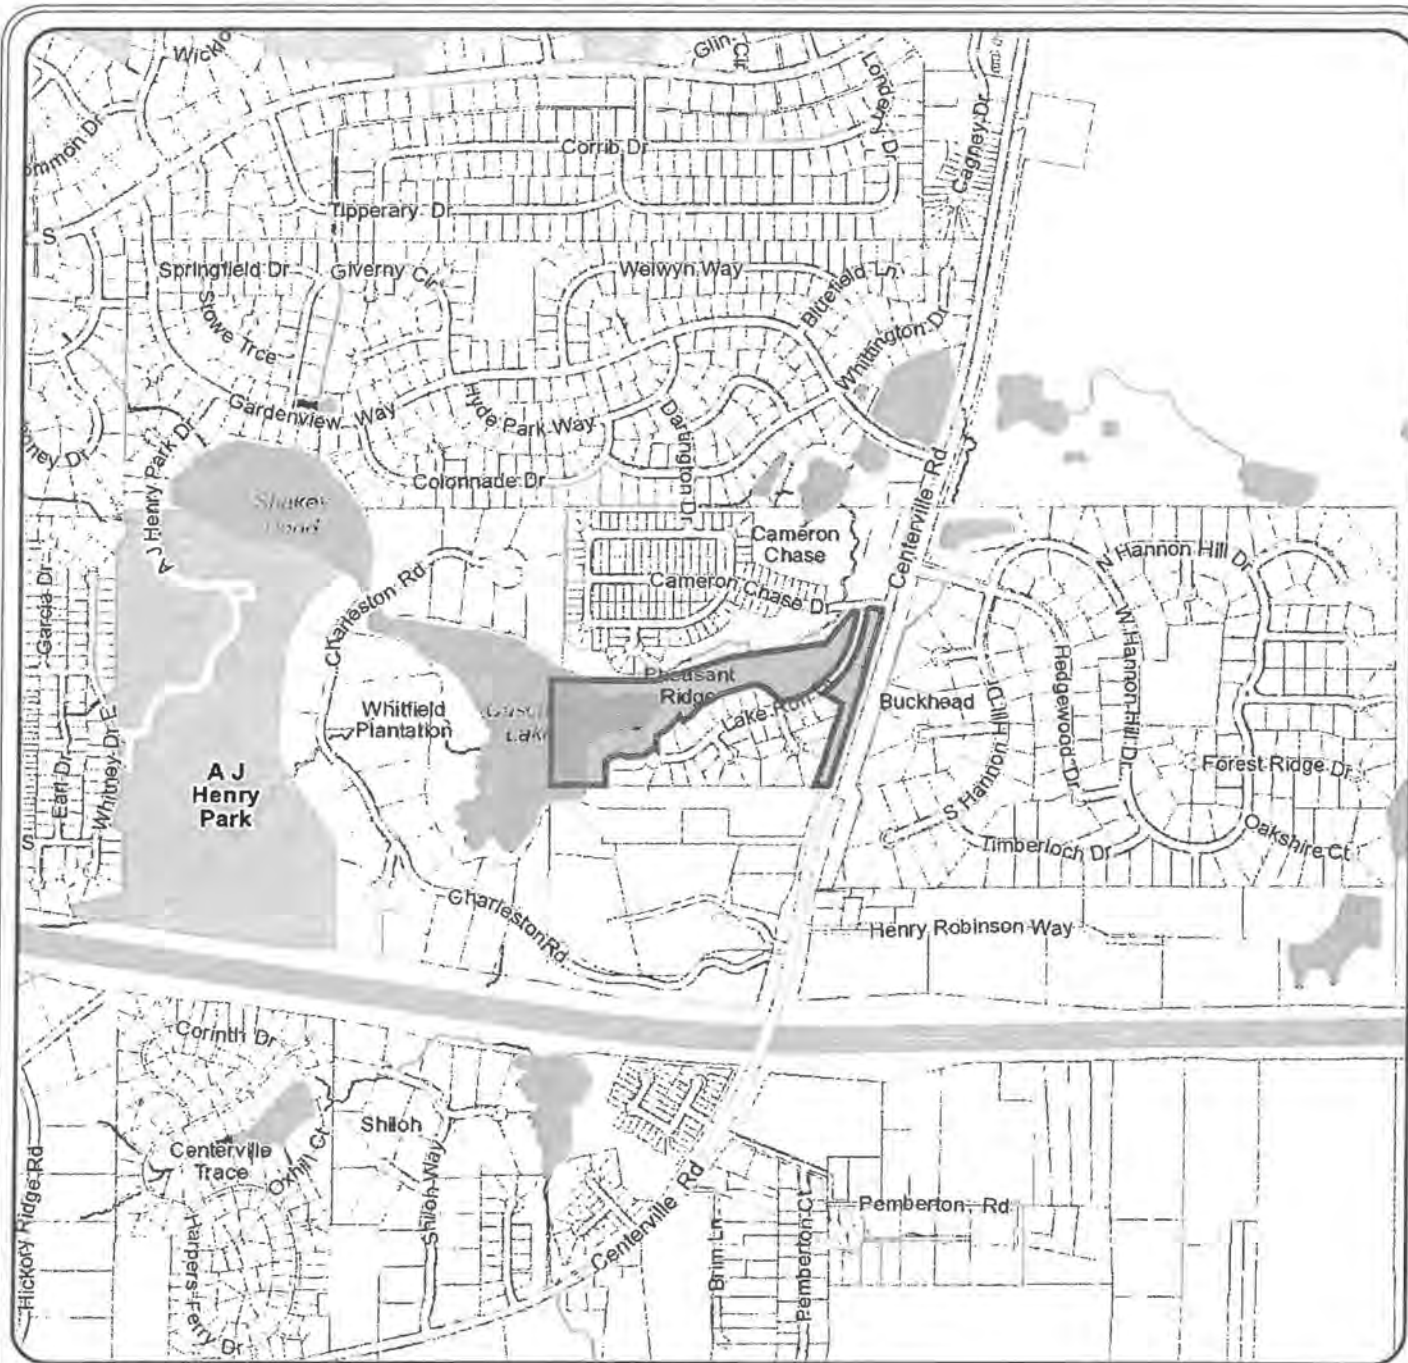 Glin
Cir
Corrib Dr
Cagney Dr
Tipperary Dr
S
Springfield Dr
Giverny Cir
Welwyn Way
Bluefield Ln
Stowe Trce
Whittington Dr
Gardenview Way
Hyde Park Way
Darlington Dr
A J Henry Park Dr
Colonnade Dr
Centerville Rd
Cameron
Chase
N Hannon Hill Dr
Charleston Rd
Cameron Chase Dr
Garcia Dr
W Hannon Hill Dr
Hedgewood Dr
Pheasant
Ridge
Lake Run
Buckhead
Whitfield
Plantation
Lake
S Hannon Hill Dr
Whitney Dr E
Earl Dr
A J
Henry
Park
Forest Ridge Dr
Oakshire Ct
S
Timberloch Dr
Charleston Rd
Henry Robinson Way
Corinth Dr
Shiloh
Centerville
Trace
Oxhill Ct
Shiloh Way
Hickory Ridge Rd
Harpers Ferry Dr
Centerville Rd
Brim Ln
Pemberton Ct
Pemberton Rd